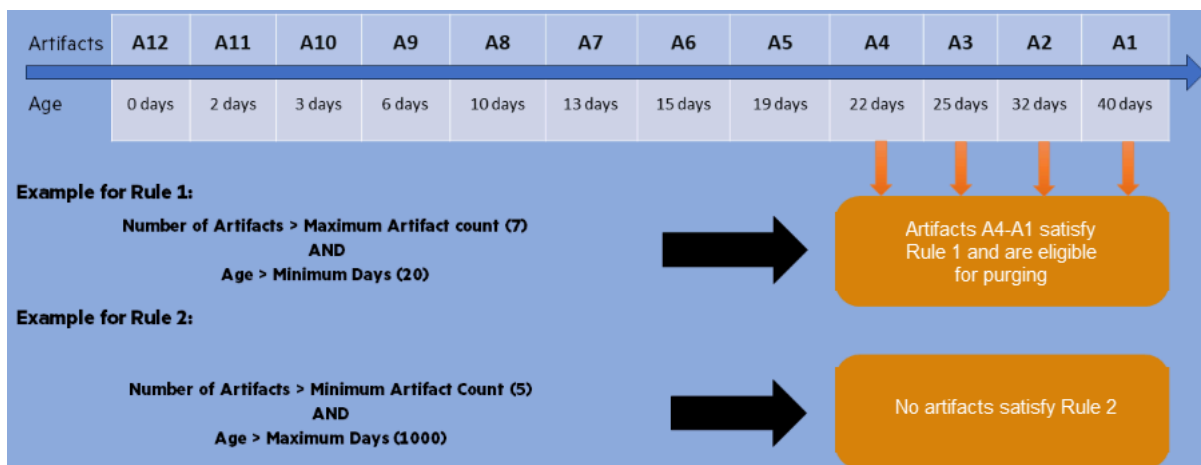 Artifacts A12 A11 A10 A9 A8 A7 A6 A5 A4 A3 A2 A1
Age 0 days 2 days 3 days 6 days 10 days 13 days 15 days 19 days 22 days 25 days 32 days 40 days
Example for Rule 1:
Number of Artifacts > Maximum Artifact count (7)
AND
Age > Minimum Days (20)
Artifacts A4-A1 satisfy
Rule 1 and are eligible
for purging
Example for Rule 2:
Number of Artifacts > Minimum Artifact Count (5)
AND
Age > Maximum Days (1000)
No artifacts satisfy Rule 2